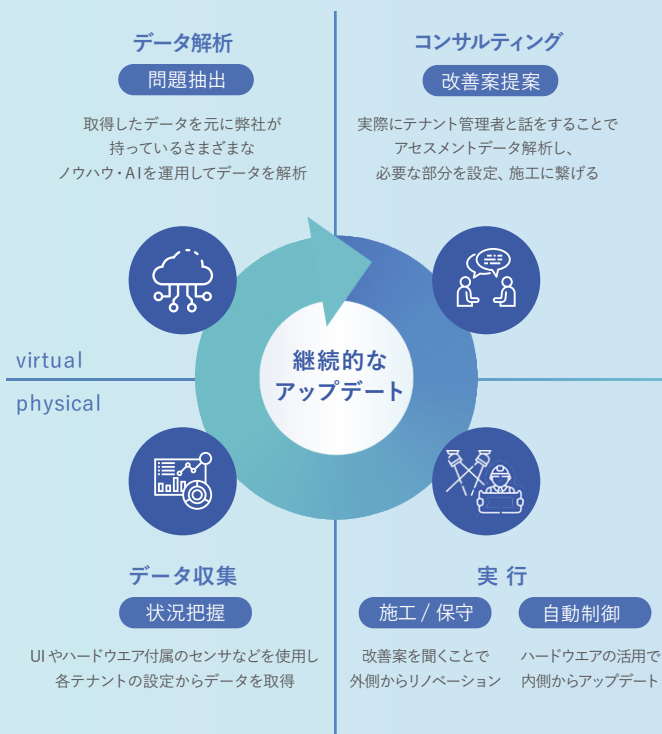 データ解析
問題抽出
取得したデータを元に弊社が
持っているさまざまな
ノウハウ・AIを運用してデータを解析
コンサルティング
改善案提案
実際にテナント管理者と話をすることで
アセスメントデータ解析し、
必要な部分を設定、施工に繋げる
継続的な
アップデート
virtual
physical
データ収集
状況把握
UIやハードウエア付属のセンサなどを使用し
各テナントの設定からデータを取得
実行
施工 / 保守
改善案を聞くことで
外側からリノベーション
自動制御
ハードウエアの活用で
内側からアップデート